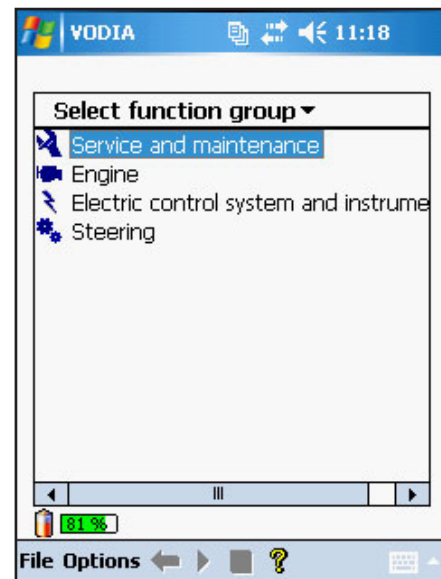 VODIA 11:18
Select function group
Service and maintenance
Engine
Electric control system and instrume
Steering
81 %
File Options ?